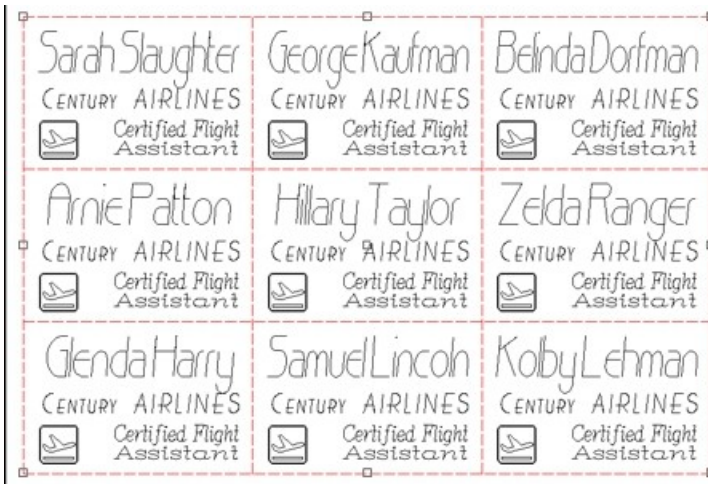 Sarah Slaughter
CENTURY AIRLINES
Certified Flight
Assistant
George Kaufman
CENTURY AIRLINES
Certified Flight
Assistant
Belinda Dorfman
CENTURY AIRLINES
Certified Flight
Assistant
Arnie Patton
CENTURY AIRLINES
Certified Flight
Assistant
Hillary Taylor
CENTURY AIRLINES
Certified Flight
Assistant
Zelda Ranger
CENTURY AIRLINES
Certified Flight
Assistant
Glenda Harry
CENTURY AIRLINES
Certified Flight
Assistant
Samuel Lincoln
CENTURY AIRLINES
Certified Flight
Assistant
Kolby Lehman
CENTURY AIRLINES
Certified Flight
Assistant